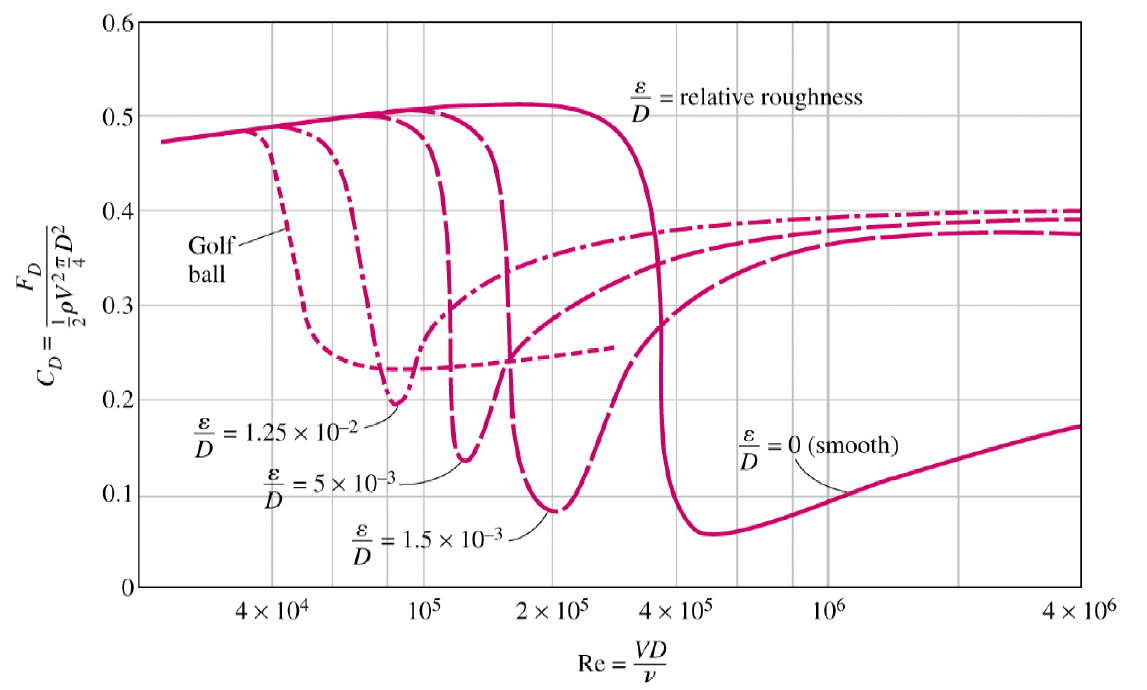 0.6
0.5
0.4
0.3
0.2
0.1
0
C_D = F_D / ½ρV² π/4 D²
ε/D = relative roughness
Golf
ball
ε/D = 1.25 × 10⁻²
ε/D = 5 × 10⁻³
ε/D = 1.5 × 10⁻³
ε/D = 0 (smooth)
4 × 10⁴ 10⁵ 2 × 10⁵ 4 × 10⁵ 10⁶ 4 × 10⁶
Re = VD/ν